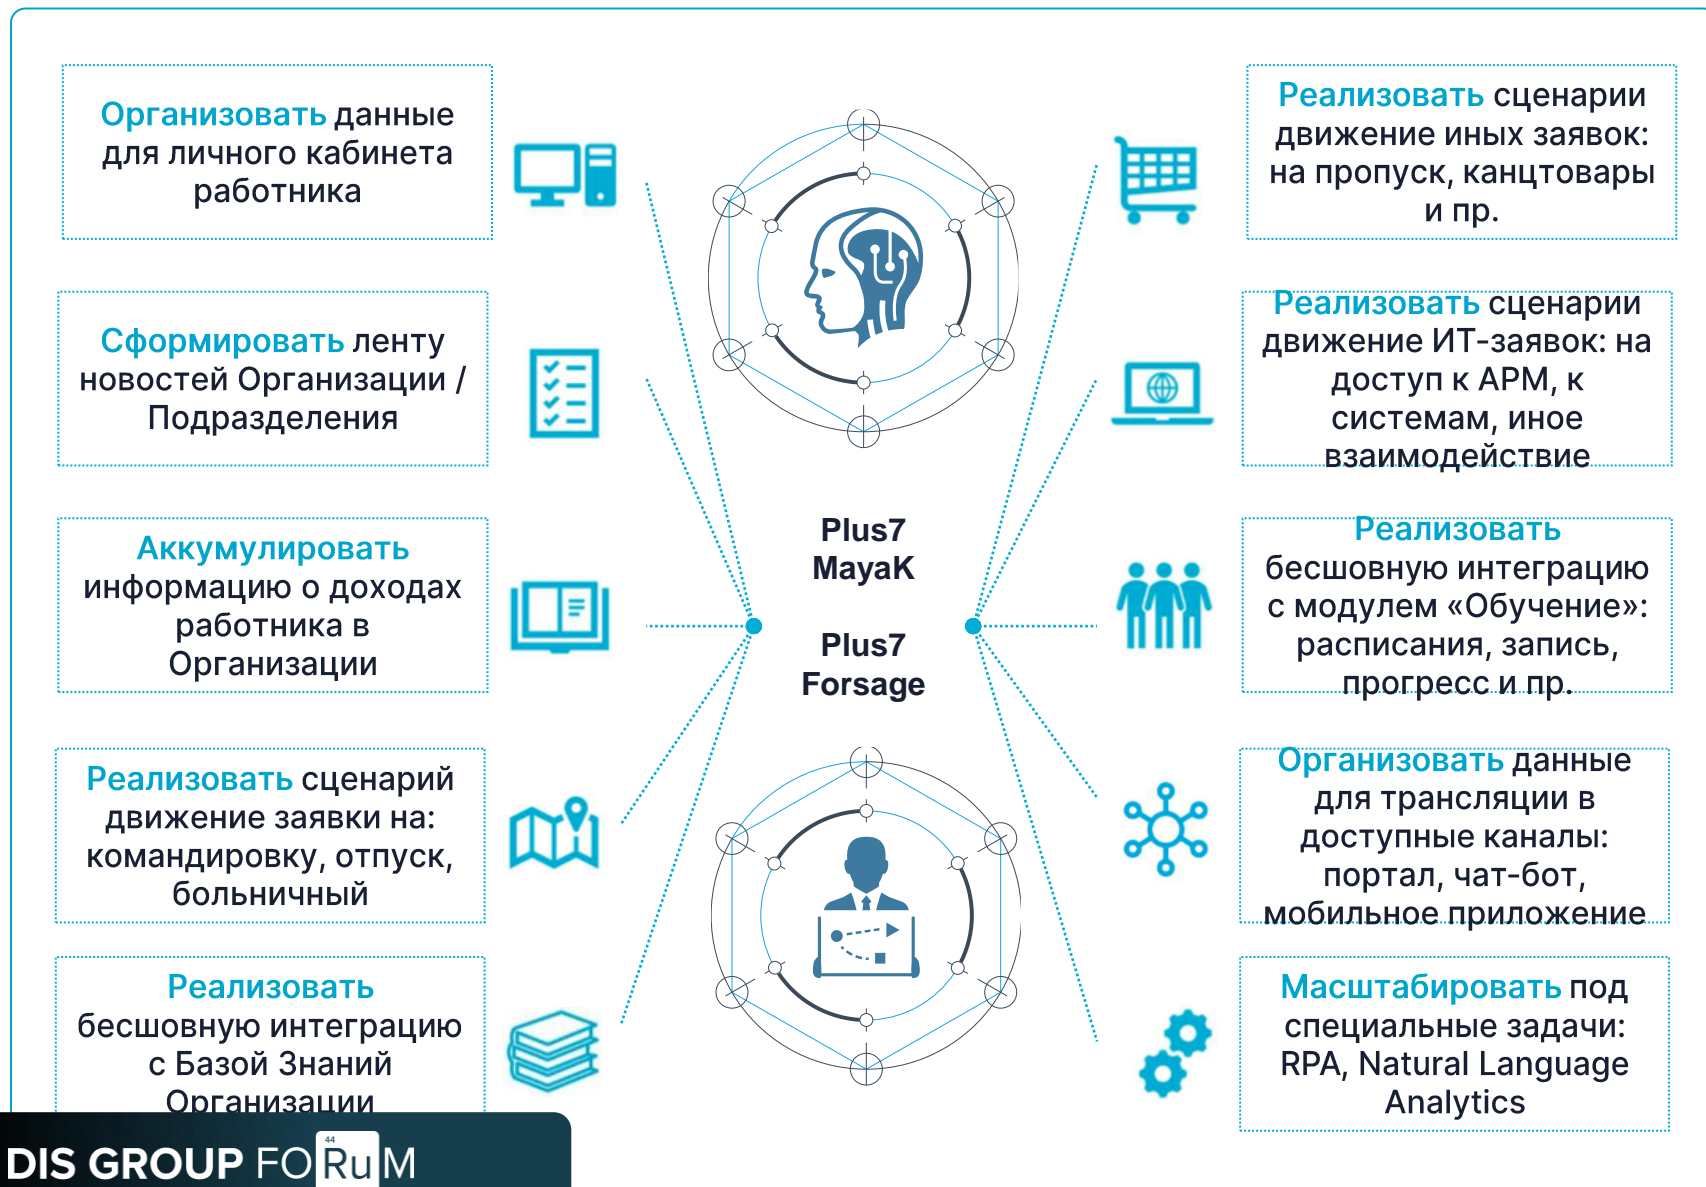 Организовать данные
для личного кабинета
работника
Сформировать ленту
новостей Организации /
Подразделения
Аккумулировать
информацию о доходах
работника в
Организации
Реализовать сценарий
движение заявки на:
командировку, отпуск,
больничный
Реализовать
бесшовную интеграцию
с Базой Знаний
Организации
Plus7
MayaK
Plus7
Forsage
Реализовать сценарии
движение иных заявок:
на пропуск, канцтовары
и пр.
Реализовать сценарии
движение ИТ-заявок: на
доступ к АРМ, к
системам, иное
взаимодействие
Реализовать
бесшовную интеграцию
с модулем «Обучение»:
расписания, запись,
прогресс и пр.
Организовать данные
для трансляции в
доступные каналы:
портал, чат-бот,
мобильное приложение
Масштабировать под
специальные задачи:
RPA, Natural Language
Analytics
44
DIS GROUP FORuM